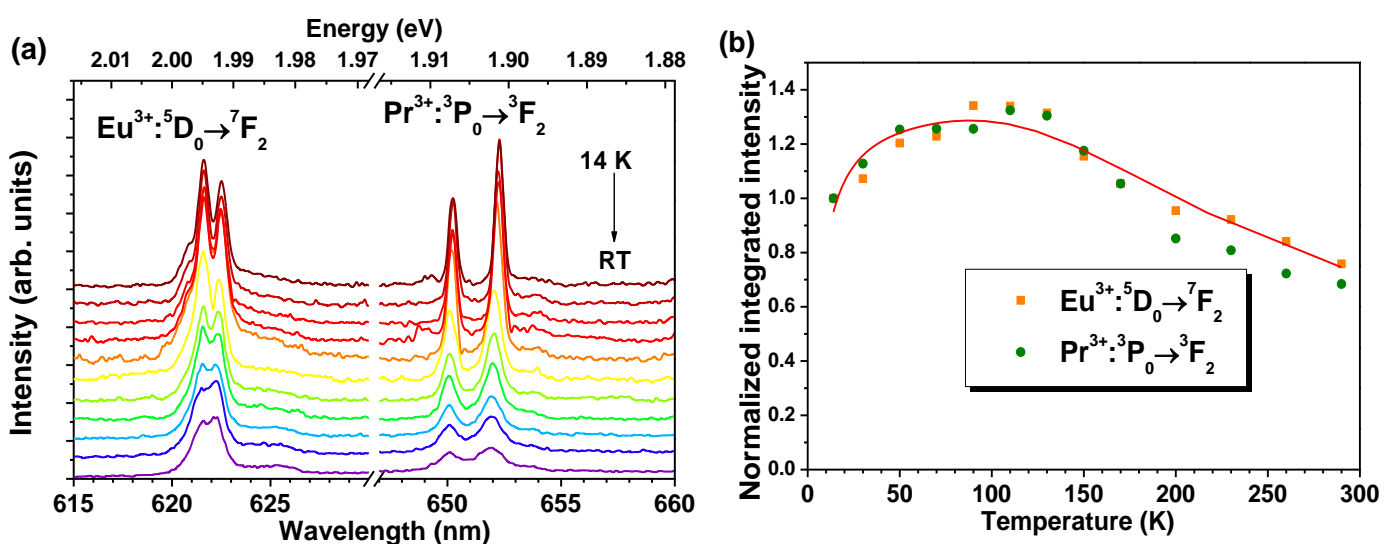 (a)
Energy (eV)
2.01 2.00 1.99 1.98 1.97 1.91 1.90 1.89 1.88
Eu³⁺:⁵D₀→⁷F₂
Pr³⁺:³P₀→³F₂
14 K
RT
Intensity (arb. units)
615 620 625 650 655 660
Wavelength (nm)
(b)
Normalized integrated intensity
1.4
1.2
1.0
0.8
0.6
0.4
0.2
0.0
Eu³⁺:⁵D₀→⁷F₂
Pr³⁺:³P₀→³F₂
0 50 100 150 200 250 300
Temperature (K)